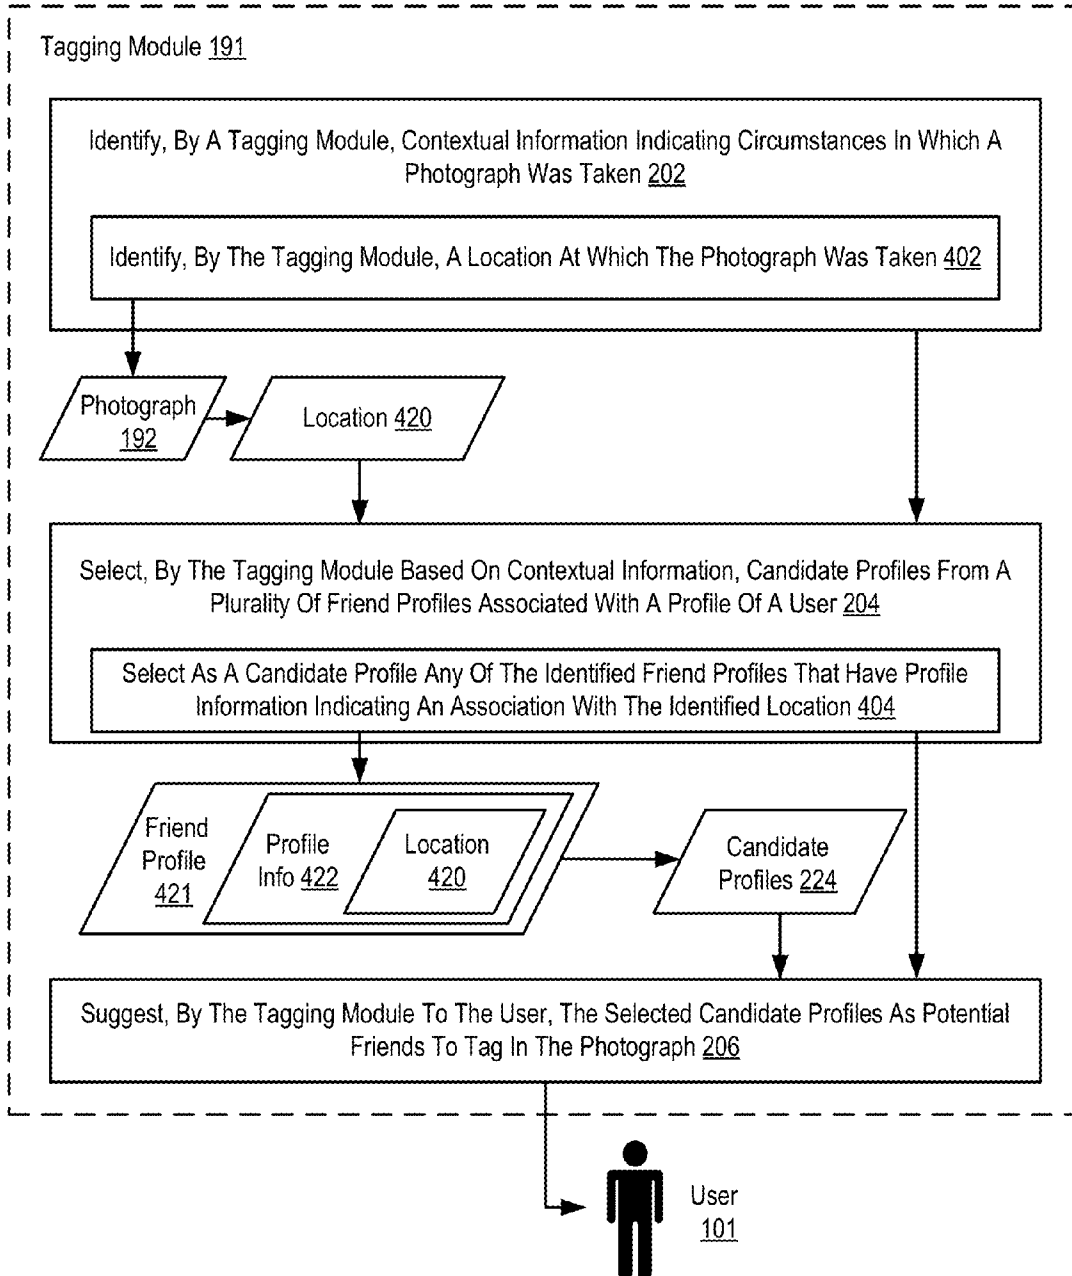 Tagging Module 191
Identify, By A Tagging Module, Contextual Information Indicating Circumstances In Which A
Photograph Was Taken 202
Identify, By The Tagging Module, A Location At Which The Photograph Was Taken 402
Photograph
192
Location 420
Select, By The Tagging Module Based On Contextual Information, Candidate Profiles From A
Plurality Of Friend Profiles Associated With A Profile Of A User 204
Select As A Candidate Profile Any Of The Identified Friend Profiles That Have Profile
Information Indicating An Association With The Identified Location 404
Friend
Profile
421
Profile
Info 422
Location
420
Candidate
Profiles 224
Suggest, By The Tagging Module To The User, The Selected Candidate Profiles As Potential
Friends To Tag In The Photograph 206
User
101